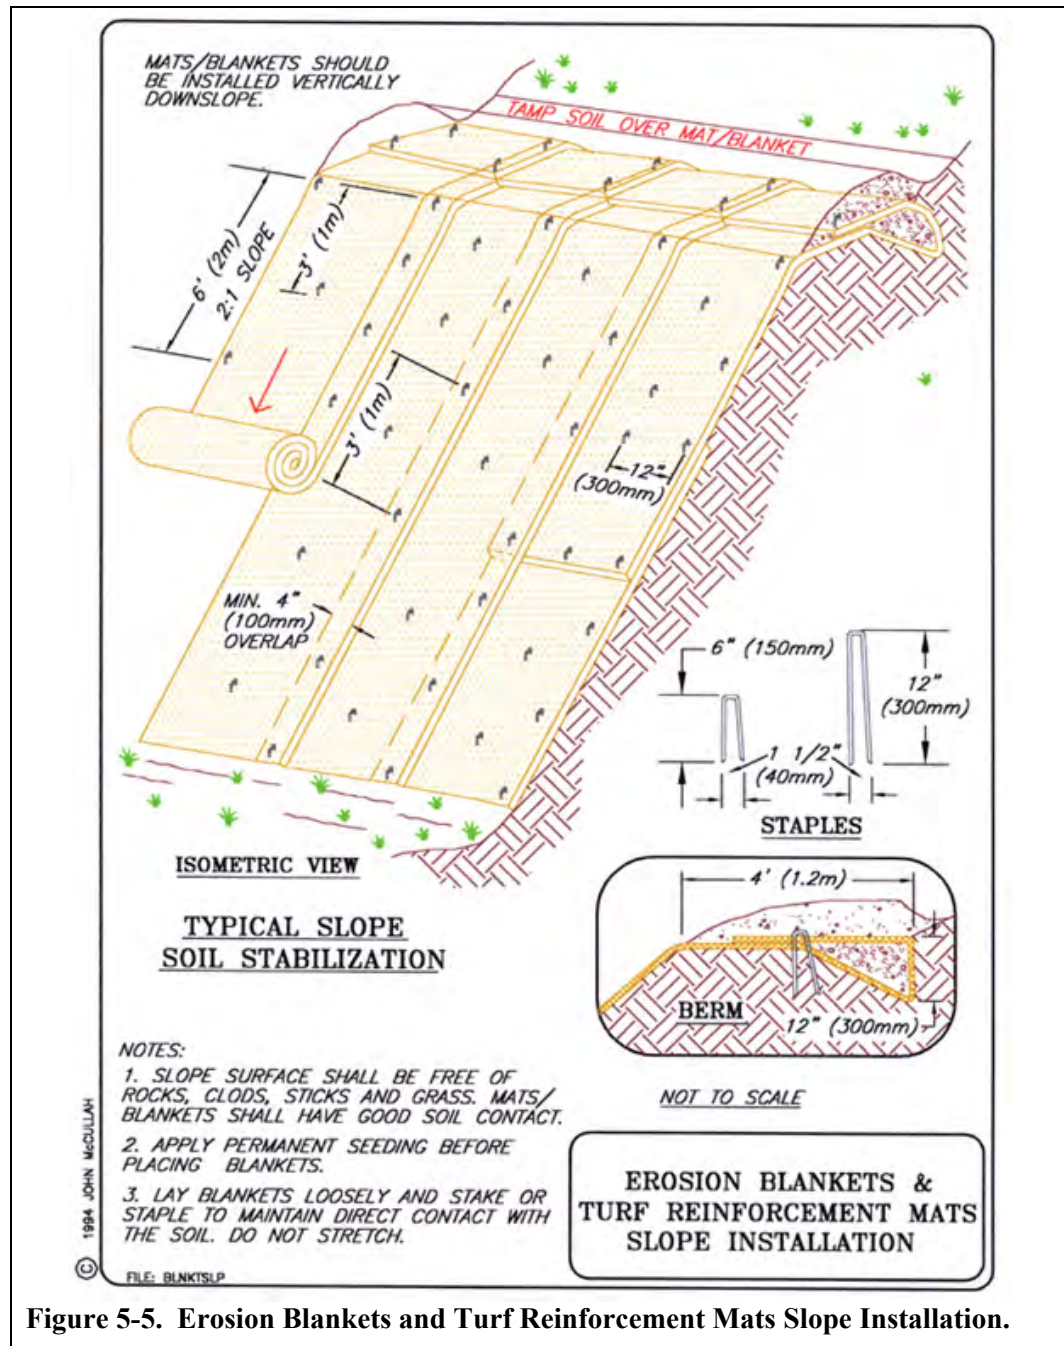 MATS/BLANKETS SHOULD
BE INSTALLED VERTICALLY
DOWNSLOPE.
TAMP SOIL OVER MAT/BLANKET
6' (2m)
2:1 SLOPE
3' (1m)
3' (1m)
12"
(300mm)
MIN. 4"
(100mm)
OVERLAP
6" (150mm)
12"
(300mm)
1 1/2"
(40mm)
STAPLES
ISOMETRIC VIEW
TYPICAL SLOPE
SOIL STABILIZATION
4' (1.2m)
BERM
12" (300mm)
NOT TO SCALE
NOTES:
1. SLOPE SURFACE SHALL BE FREE OF
ROCKS, CLODS, STICKS AND GRASS. MATS/
BLANKETS SHALL HAVE GOOD SOIL CONTACT.
2. APPLY PERMANENT SEEDING BEFORE
PLACING BLANKETS.
3. LAY BLANKETS LOOSELY AND STAKE OR
STAPLE TO MAINTAIN DIRECT CONTACT WITH
THE SOIL. DO NOT STRETCH.
© 1994 JOHN McCULLAH
FILE: BLNKTSLP
EROSION BLANKETS &
TURF REINFORCEMENT MATS
SLOPE INSTALLATION
Figure 5-5. Erosion Blankets and Turf Reinforcement Mats Slope Installation.